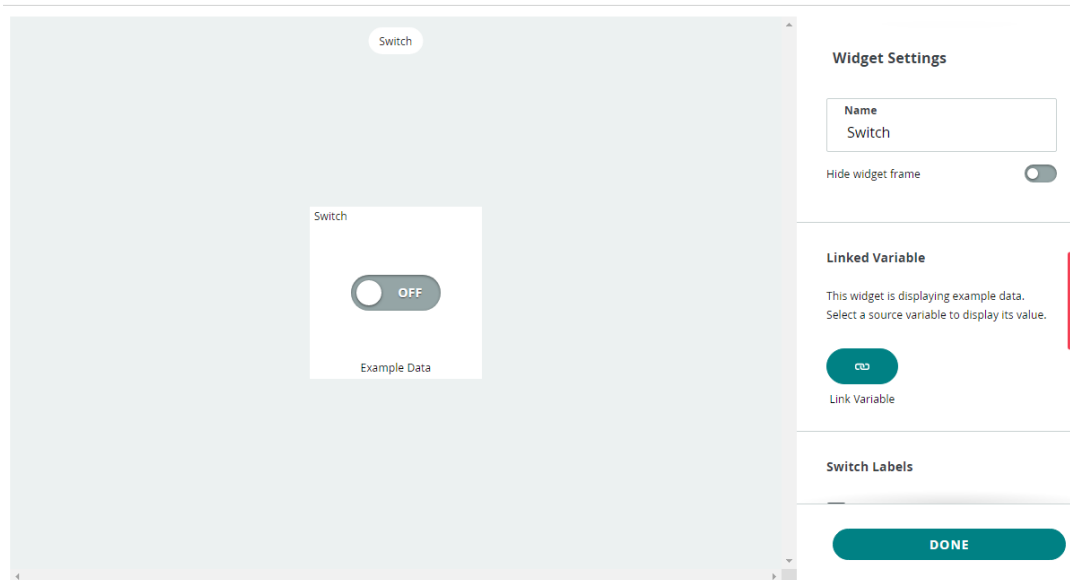 Switch
Switch
OFF
Example Data
Widget Settings
Name
Switch
Hide widget frame
Linked Variable
This widget is displaying example data.
Select a source variable to display its value.
Link Variable
Switch Labels
DONE